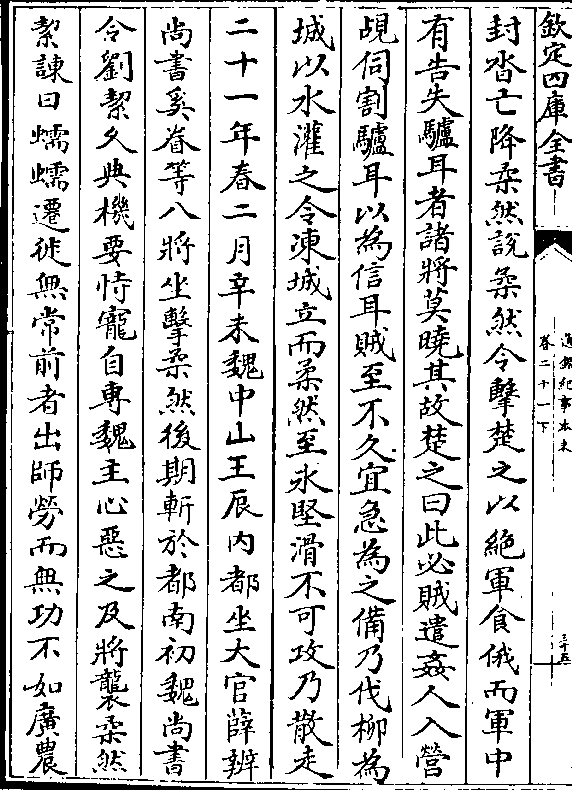 欽定四庫全書
通鑑紀事本末
卷二十一下
三十五
封沓亡降柔然說柔然令擊楚之以絕軍食俄而軍中
有告失驢耳者諸將莫曉其故楚之曰此必賊遣姦人入營
覘伺割驢耳以為信耳賊至不久宜急為之備乃伐柳為
城以水灌之令凍城立而柔然至氷堅滑不可攻乃散走
二十一年春二月辛未魏中山王辰内都坐大官薛辨
尚書奚眷等八將坐擊柔然後期斬於都南初魏尚書
令劉絜久典機要恃寵自專魏主心惡之及將襲柔然
絜諫曰蠕蠕遷徙無常前者出師勞而無功不如廣農